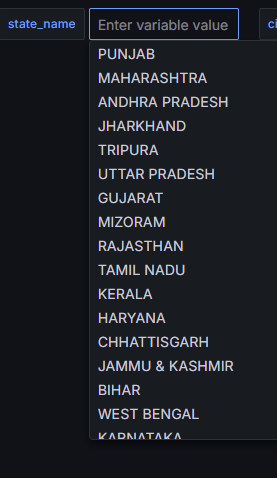 state_name
Enter variable value
ci
PUNJAB
MAHARASHTRA
ANDHRA PRADESH
JHARKHAND
TRIPURA
UTTAR PRADESH
GUJARAT
MIZORAM
RAJASTHAN
TAMIL NADU
KERALA
HARYANA
CHHATTISGARH
JAMMU & KASHMIR
BIHAR
WEST BENGAL
KARNATAKA